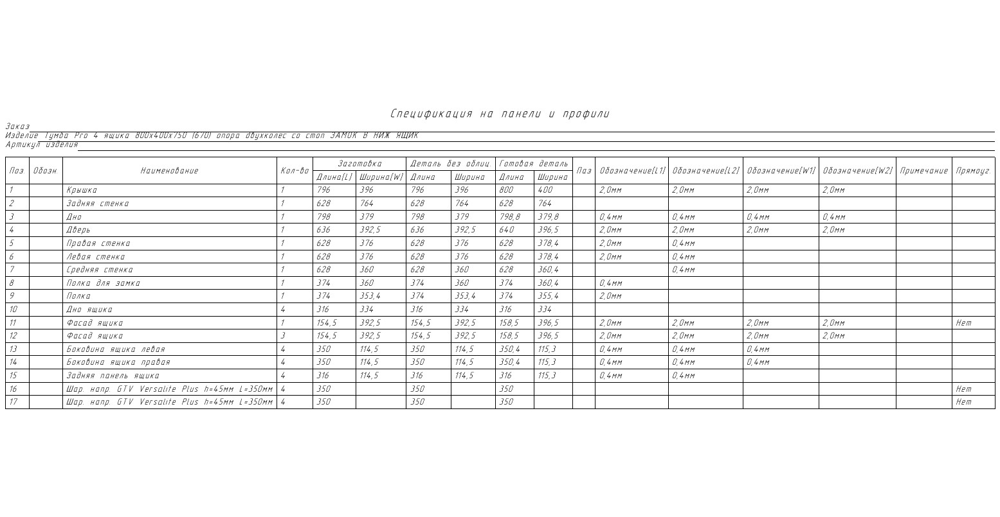 Спецификация на панели и профили
Заказ
Изделие Тумба Pro 4 ящика 800х400х750 (670) опора двухколес со стоп ЗАМОК В НИЖ ЯЩИК
Артикул изделия
Поз. Обозн. Наименование Кол-во Заготовка Деталь без облиц. Готовая деталь Паз Обозначение[L1] Обозначение[L2] Обозначение[W1] Обозначение[W2] Примечание Прямоуг.
Длина[L] Ширина[W] Длина Ширина Длина Ширина
1 Крышка 1 796 396 796 396 800 400 2,0мм 2,0мм 2,0мм 2,0мм
2 Задняя стенка 1 628 764 628 764 628 764
3 Дно 1 798 379 798 379 798,8 379,8 0,4мм 0,4мм 0,4мм 0,4мм
4 Дверь 1 636 392,5 636 392,5 640 396,5 2,0мм 2,0мм 2,0мм 2,0мм
5 Правая стенка 1 628 376 628 376 628 378,4 2,0мм 0,4мм
6 Левая стенка 1 628 376 628 376 628 378,4 2,0мм 0,4мм
7 Средняя стенка 1 628 360 628 360 628 360,4 0,4мм
8 Полка для замка 1 374 360 374 360 374 360,4 0,4мм
9 Полка 1 374 353,4 374 353,4 374 355,4 2,0мм
10 Дно ящика 4 316 334 316 334 316 334
11 Фасад ящика 1 154,5 392,5 154,5 392,5 158,5 396,5 2,0мм 2,0мм 2,0мм 2,0мм Нет
12 Фасад ящика 3 154,5 392,5 154,5 392,5 158,5 396,5 2,0мм 2,0мм 2,0мм 2,0мм
13 Боковина ящика левая 4 350 114,5 350 114,5 350,4 115,3 0,4мм 0,4мм 0,4мм
14 Боковина ящика правая 4 350 114,5 350 114,5 350,4 115,3 0,4мм 0,4мм 0,4мм
15 Задняя панель ящика 4 316 114,5 316 114,5 316 115,3 0,4мм 0,4мм
16 Шар. напр. GTV Versalite Plus h=45мм L=350мм 4 350 350 350 Нет
17 Шар. напр. GTV Versalite Plus h=45мм L=350мм 4 350 350 350 Нет